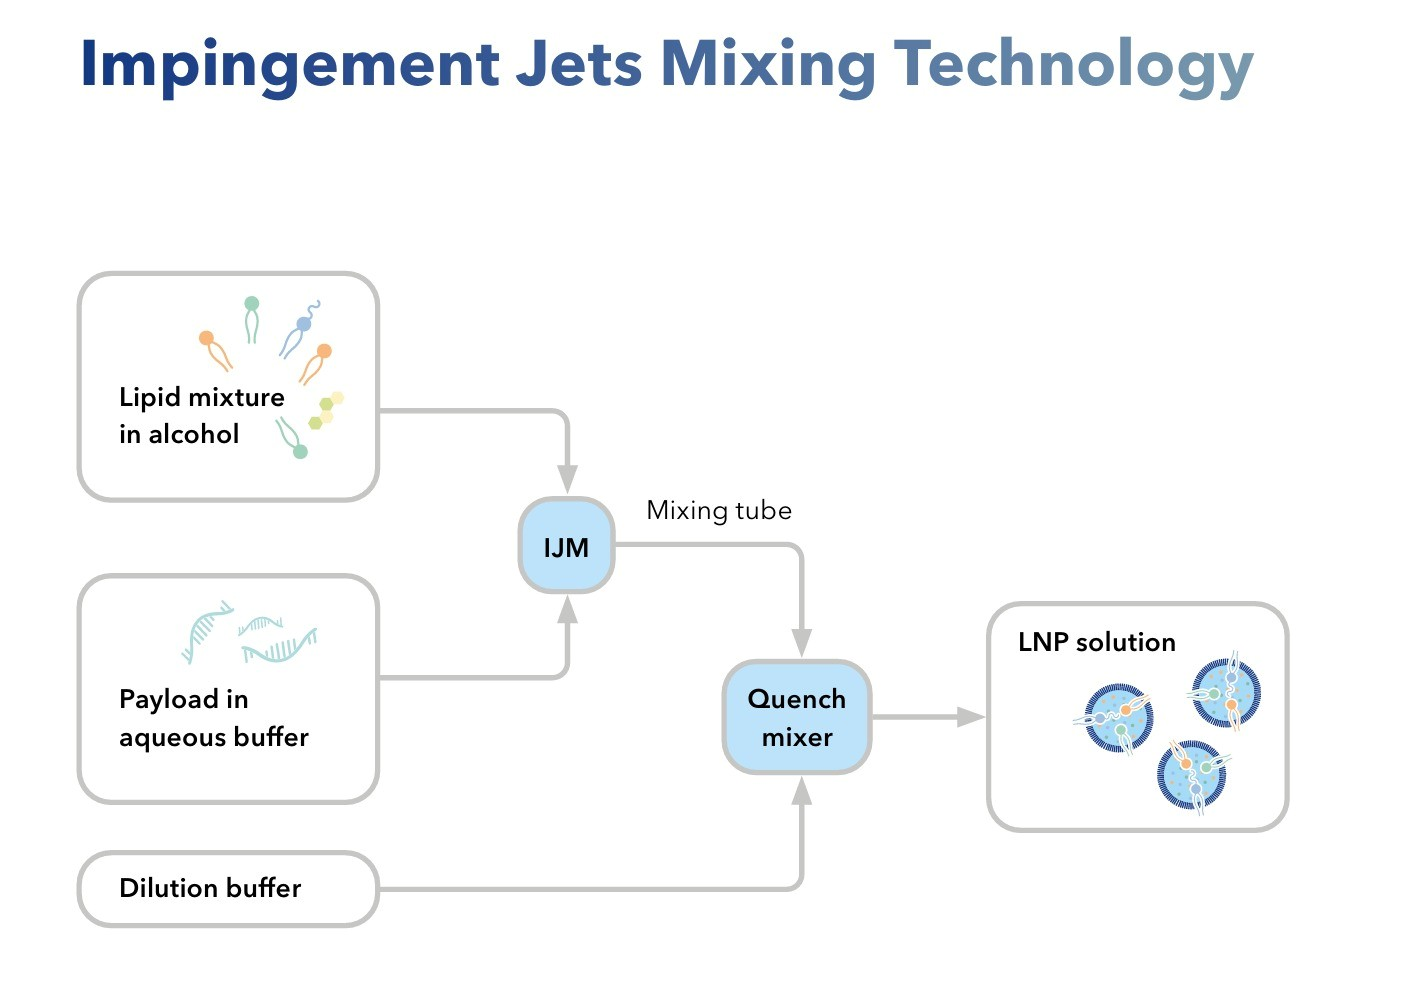 Impingement Jets Mixing Technology
Lipid mixture
in alcohol
IJM
Mixing tube
Payload in
aqueous buffer
Quench
mixer
LNP solution
Dilution buffer